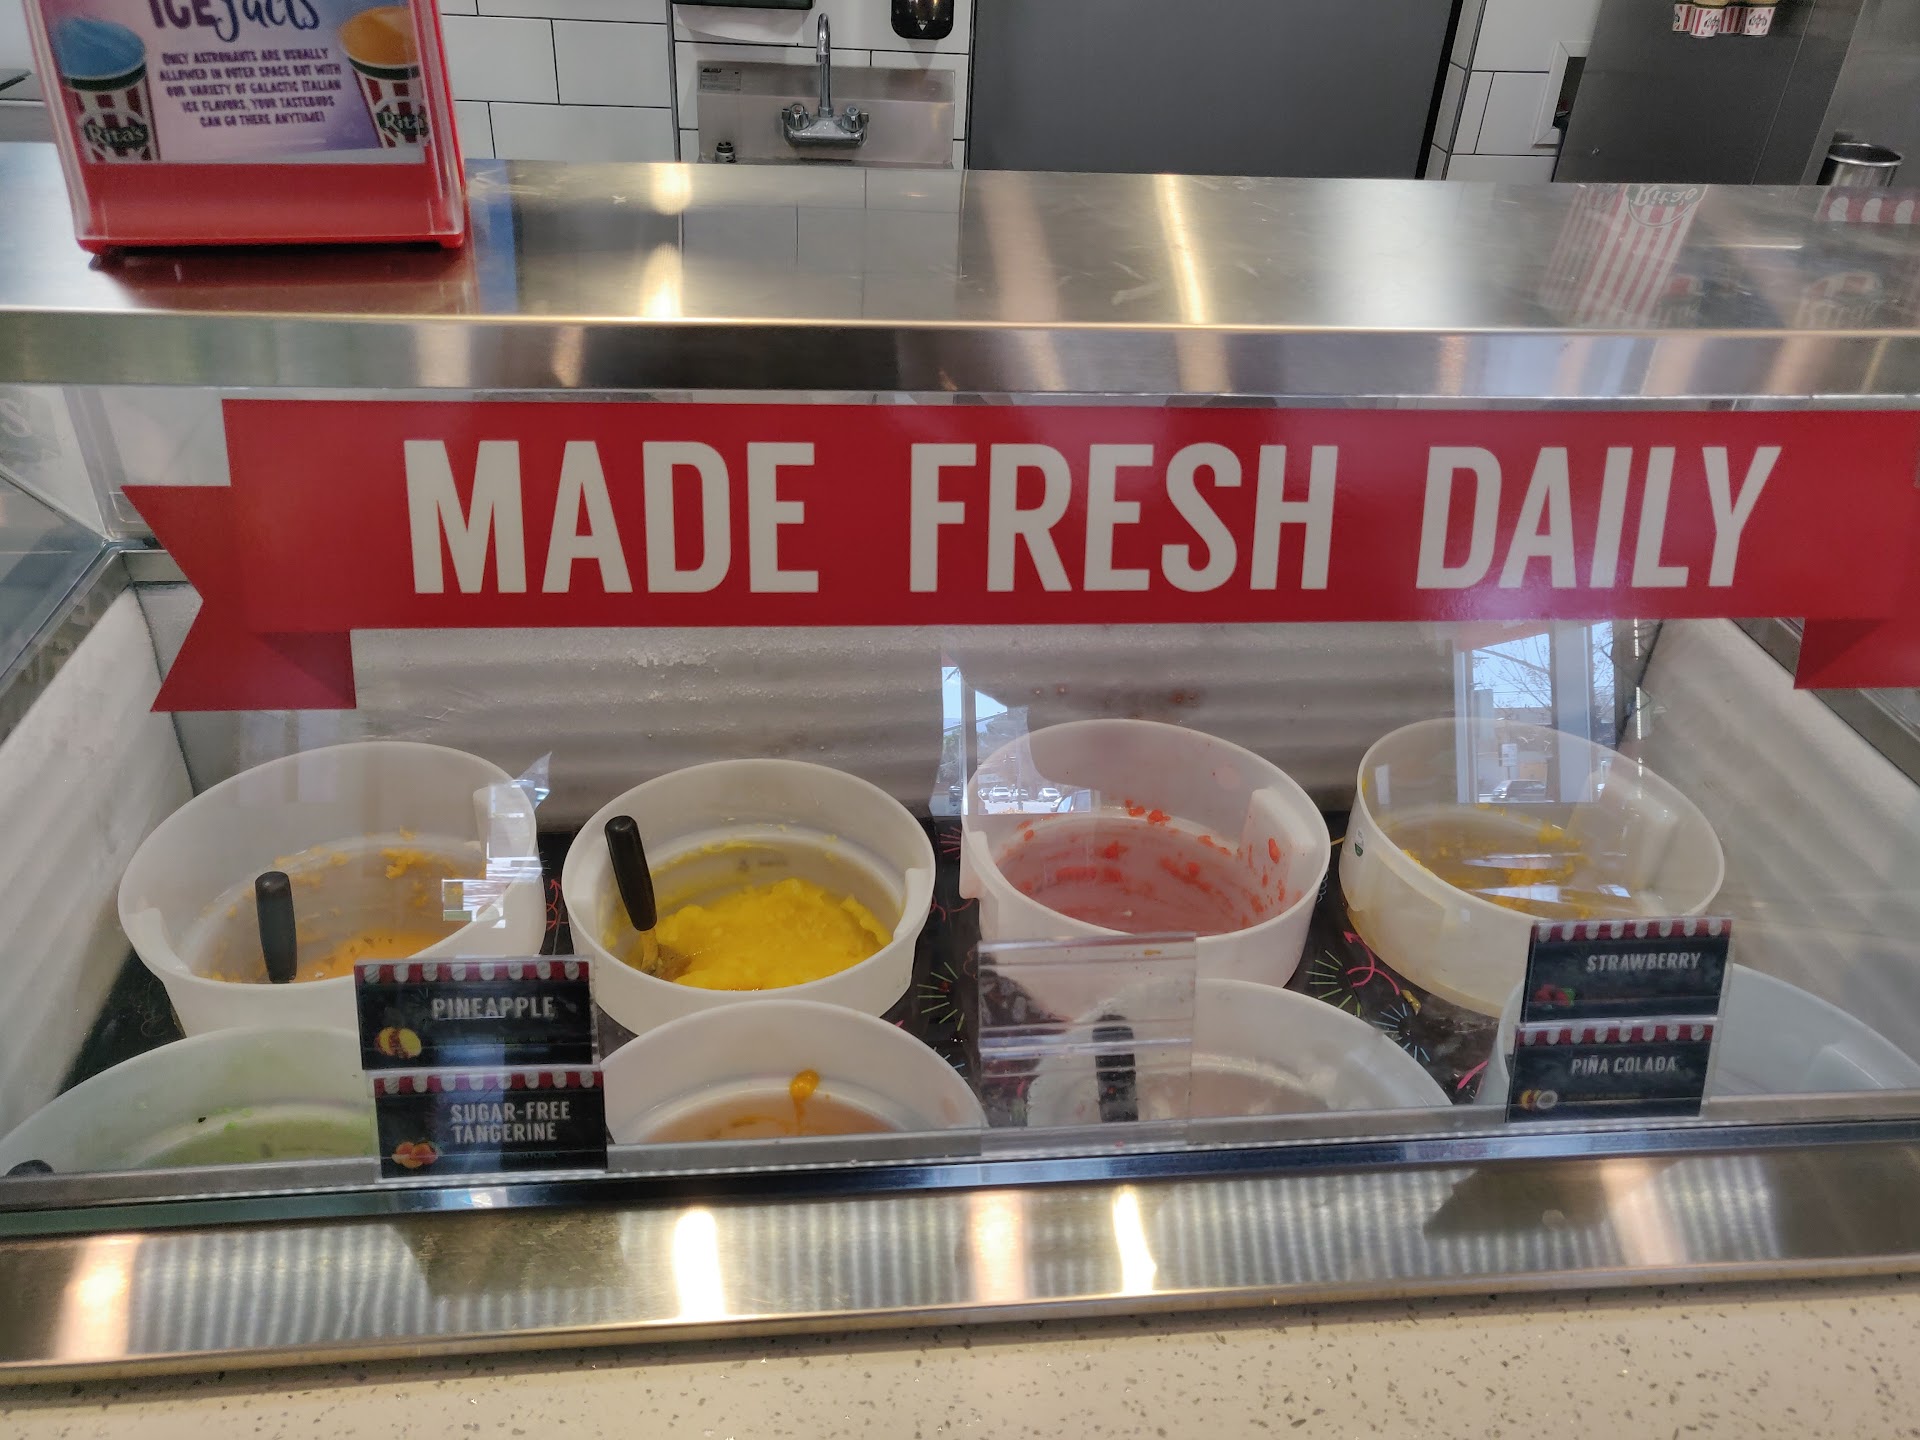 ICE facts
ONLY ASTRONAUTS ARE USUALLY
ALLOWED IN OUTER SPACE BUT WITH
OUR VARIETY OF GALACTIC ITALIAN
ICE FLAVORS, YOUR TASTEBUDS
CAN GO THERE ANYTIME!
Rita's
Rita's
MADE FRESH DAILY
PINEAPPLE
SUGAR-FREE
TANGERINE
STRAWBERRY
PIÑA COLADA